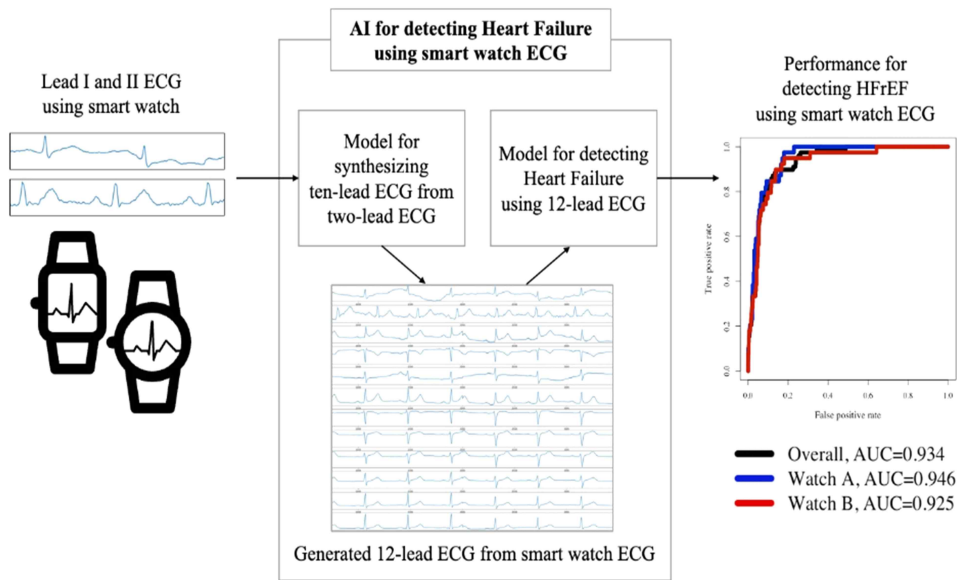 AI for detecting Heart Failure
using smart watch ECG
Lead I and II ECG
using smart watch
Model for
synthesizing
ten-lead ECG from
two-lead ECG
Model for detecting
Heart Failure
using 12-lead ECG
Generated 12-lead ECG from smart watch ECG
Performance for
detecting HFrEF
using smart watch ECG
True positive rate
1.0
0.8
0.6
0.4
0.2
0.0
0.0 0.2 0.4 0.6 0.8 1.0
False positive rate
Overall, AUC=0.934
Watch A, AUC=0.946
Watch B, AUC=0.925